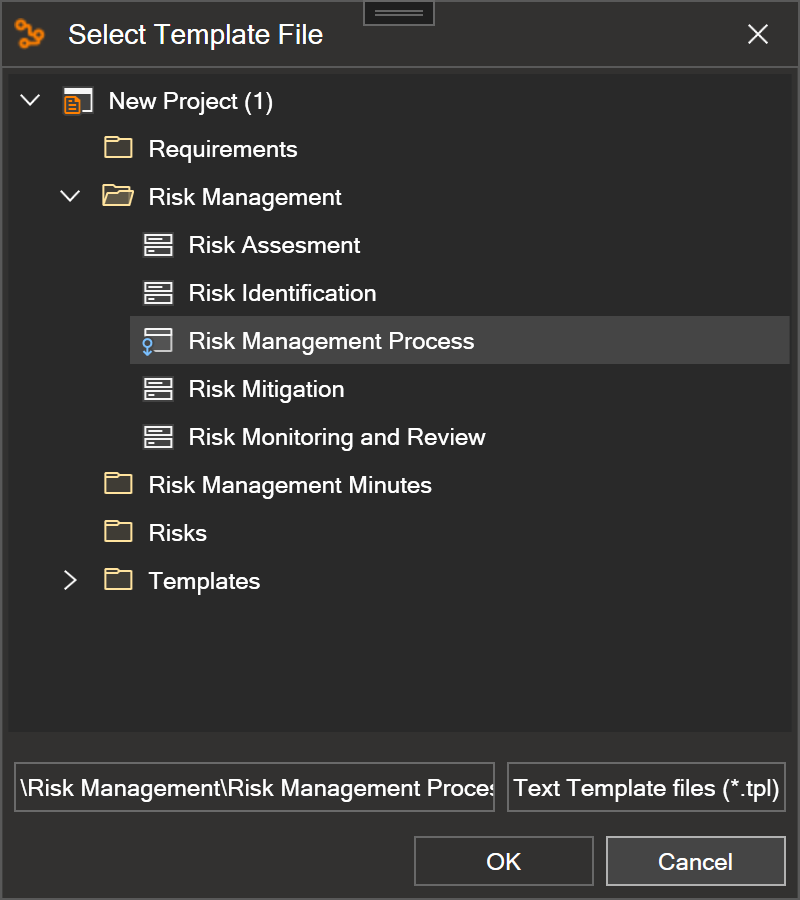 Select Template File
New Project (1)
Requirements
Risk Management
Risk Assesment
Risk Identification
Risk Management Process
Risk Mitigation
Risk Monitoring and Review
Risk Management Minutes
Risks
Templates
\Risk Management\Risk Management Proces
Text Template files (*.tpl)
OK
Cancel